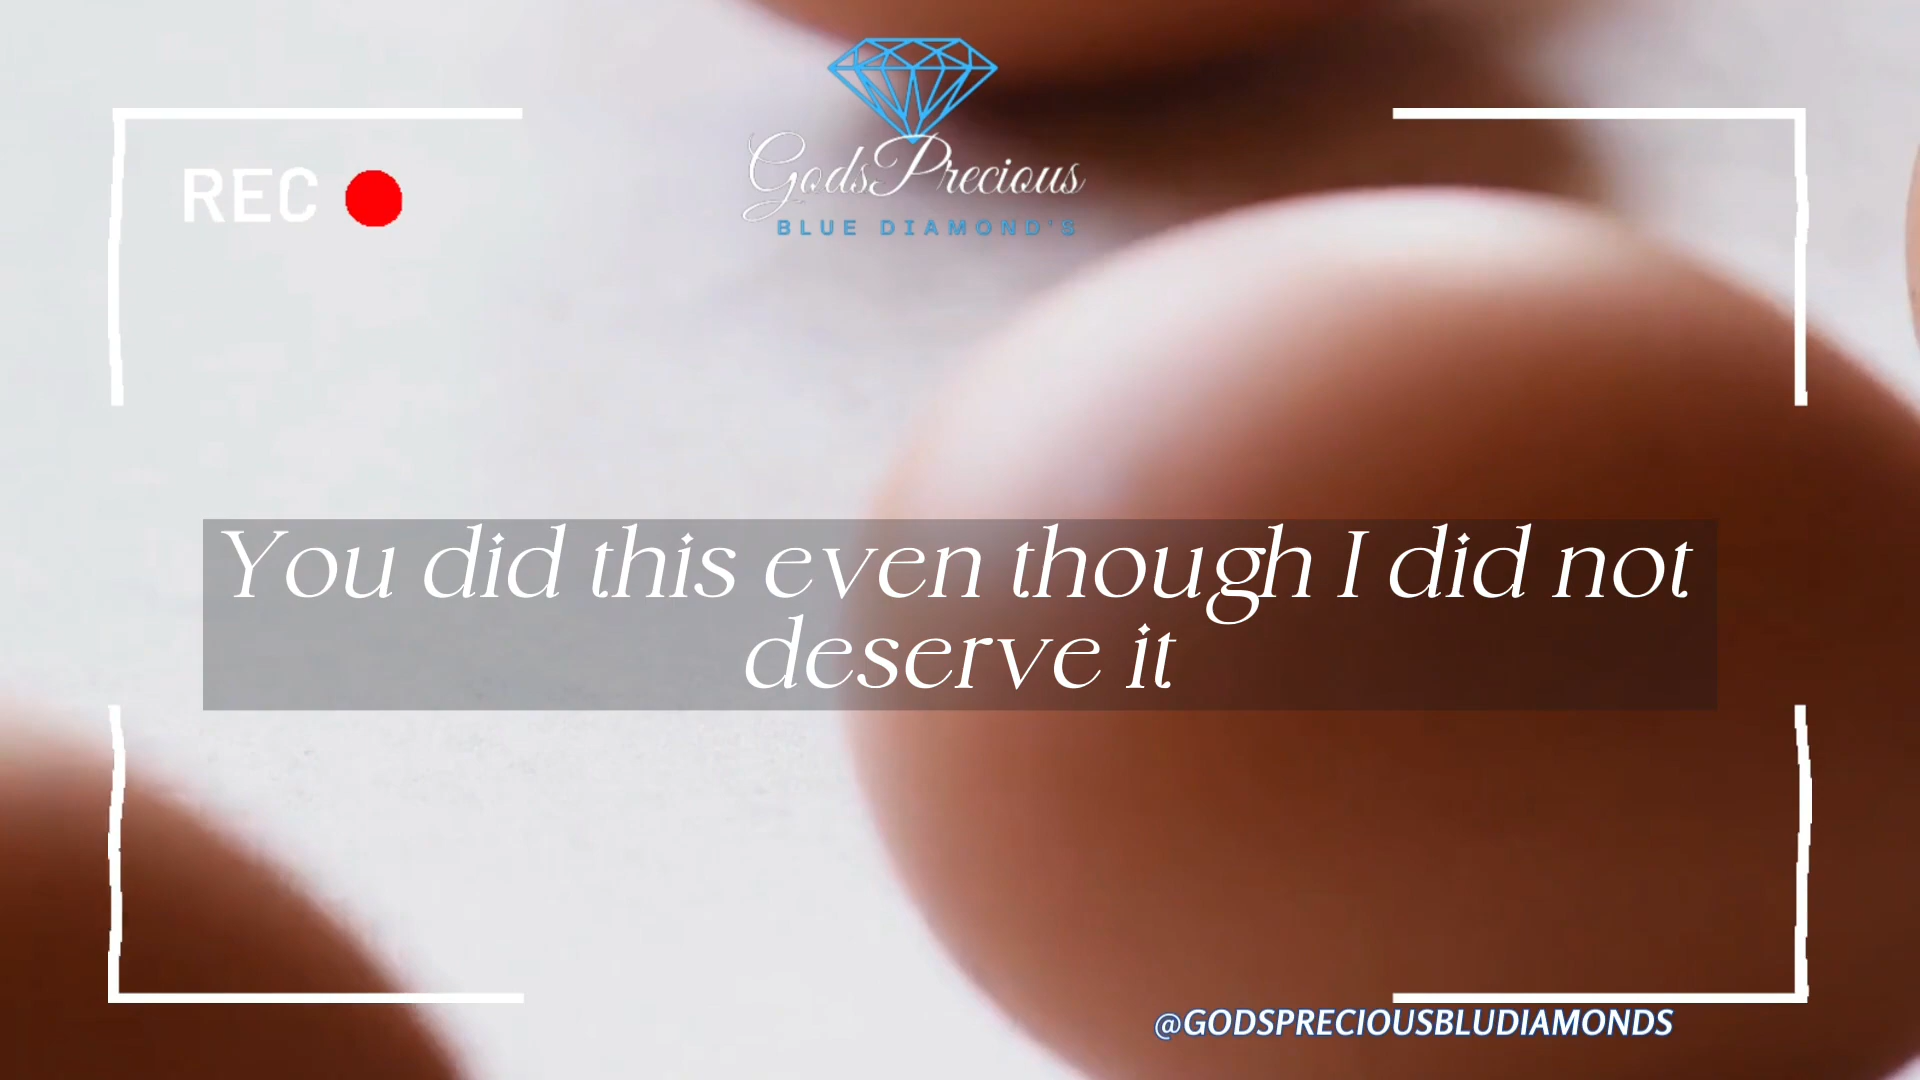 REC
GodsPrecious
BLUE DIAMOND'S
You did this even though I did not
deserve it
@GODSPRECIOUSBLUDIAMONDS